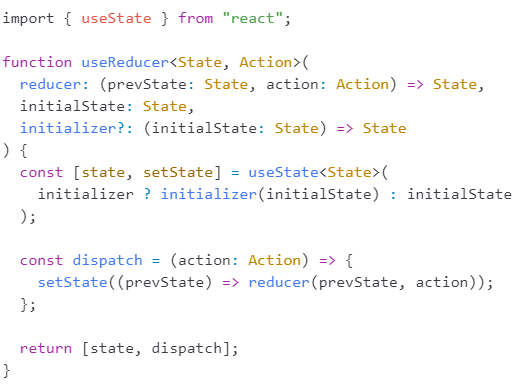 import { useState } from "react";

function useReducer<State, Action>(
  reducer: (prevState: State, action: Action) => State,
  initialState: State,
  initializer?: (initialState: State) => State
) {
  const [state, setState] = useState<State>(
    initializer ? initializer(initialState) : initialState
  );

  const dispatch = (action: Action) => {
    setState((prevState) => reducer(prevState, action));
  };

  return [state, dispatch];
}